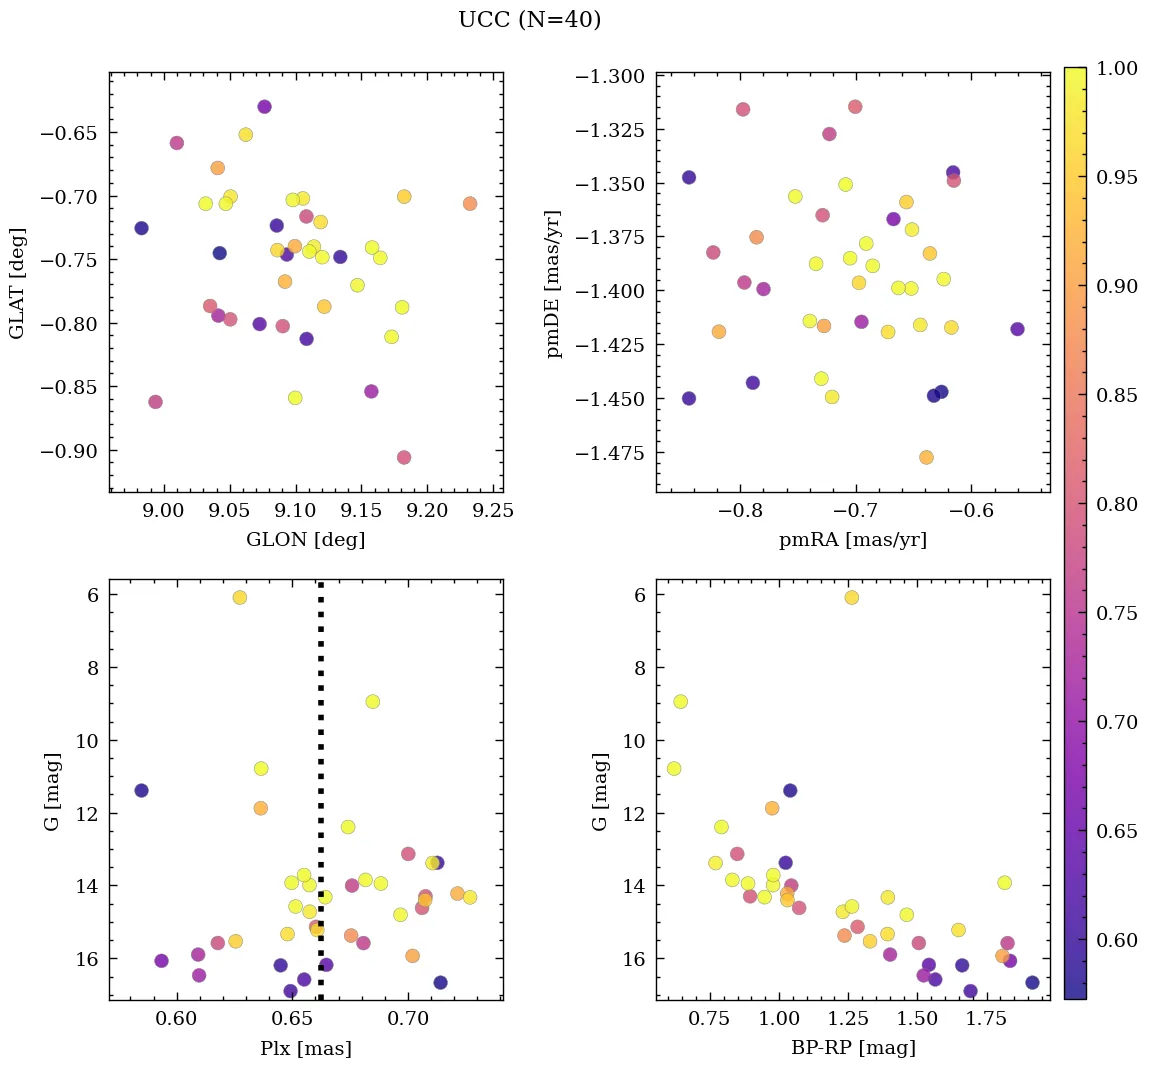 UCC (N=40)
−0.65
−0.70
−0.75
−0.80
−0.85
−0.90
GLAT [deg]
9.00 9.05 9.10 9.15 9.20 9.25
GLON [deg]
−1.300
−1.325
−1.350
−1.375
−1.400
−1.425
−1.450
−1.475
pmDE [mas/yr]
−0.8 −0.7 −0.6
pmRA [mas/yr]
6
8
10
12
14
16
G [mag]
0.60 0.65 0.70
Plx [mas]
6
8
10
12
14
16
G [mag]
0.75 1.00 1.25 1.50 1.75
BP-RP [mag]
1.00
0.95
0.90
0.85
0.80
0.75
0.70
0.65
0.60